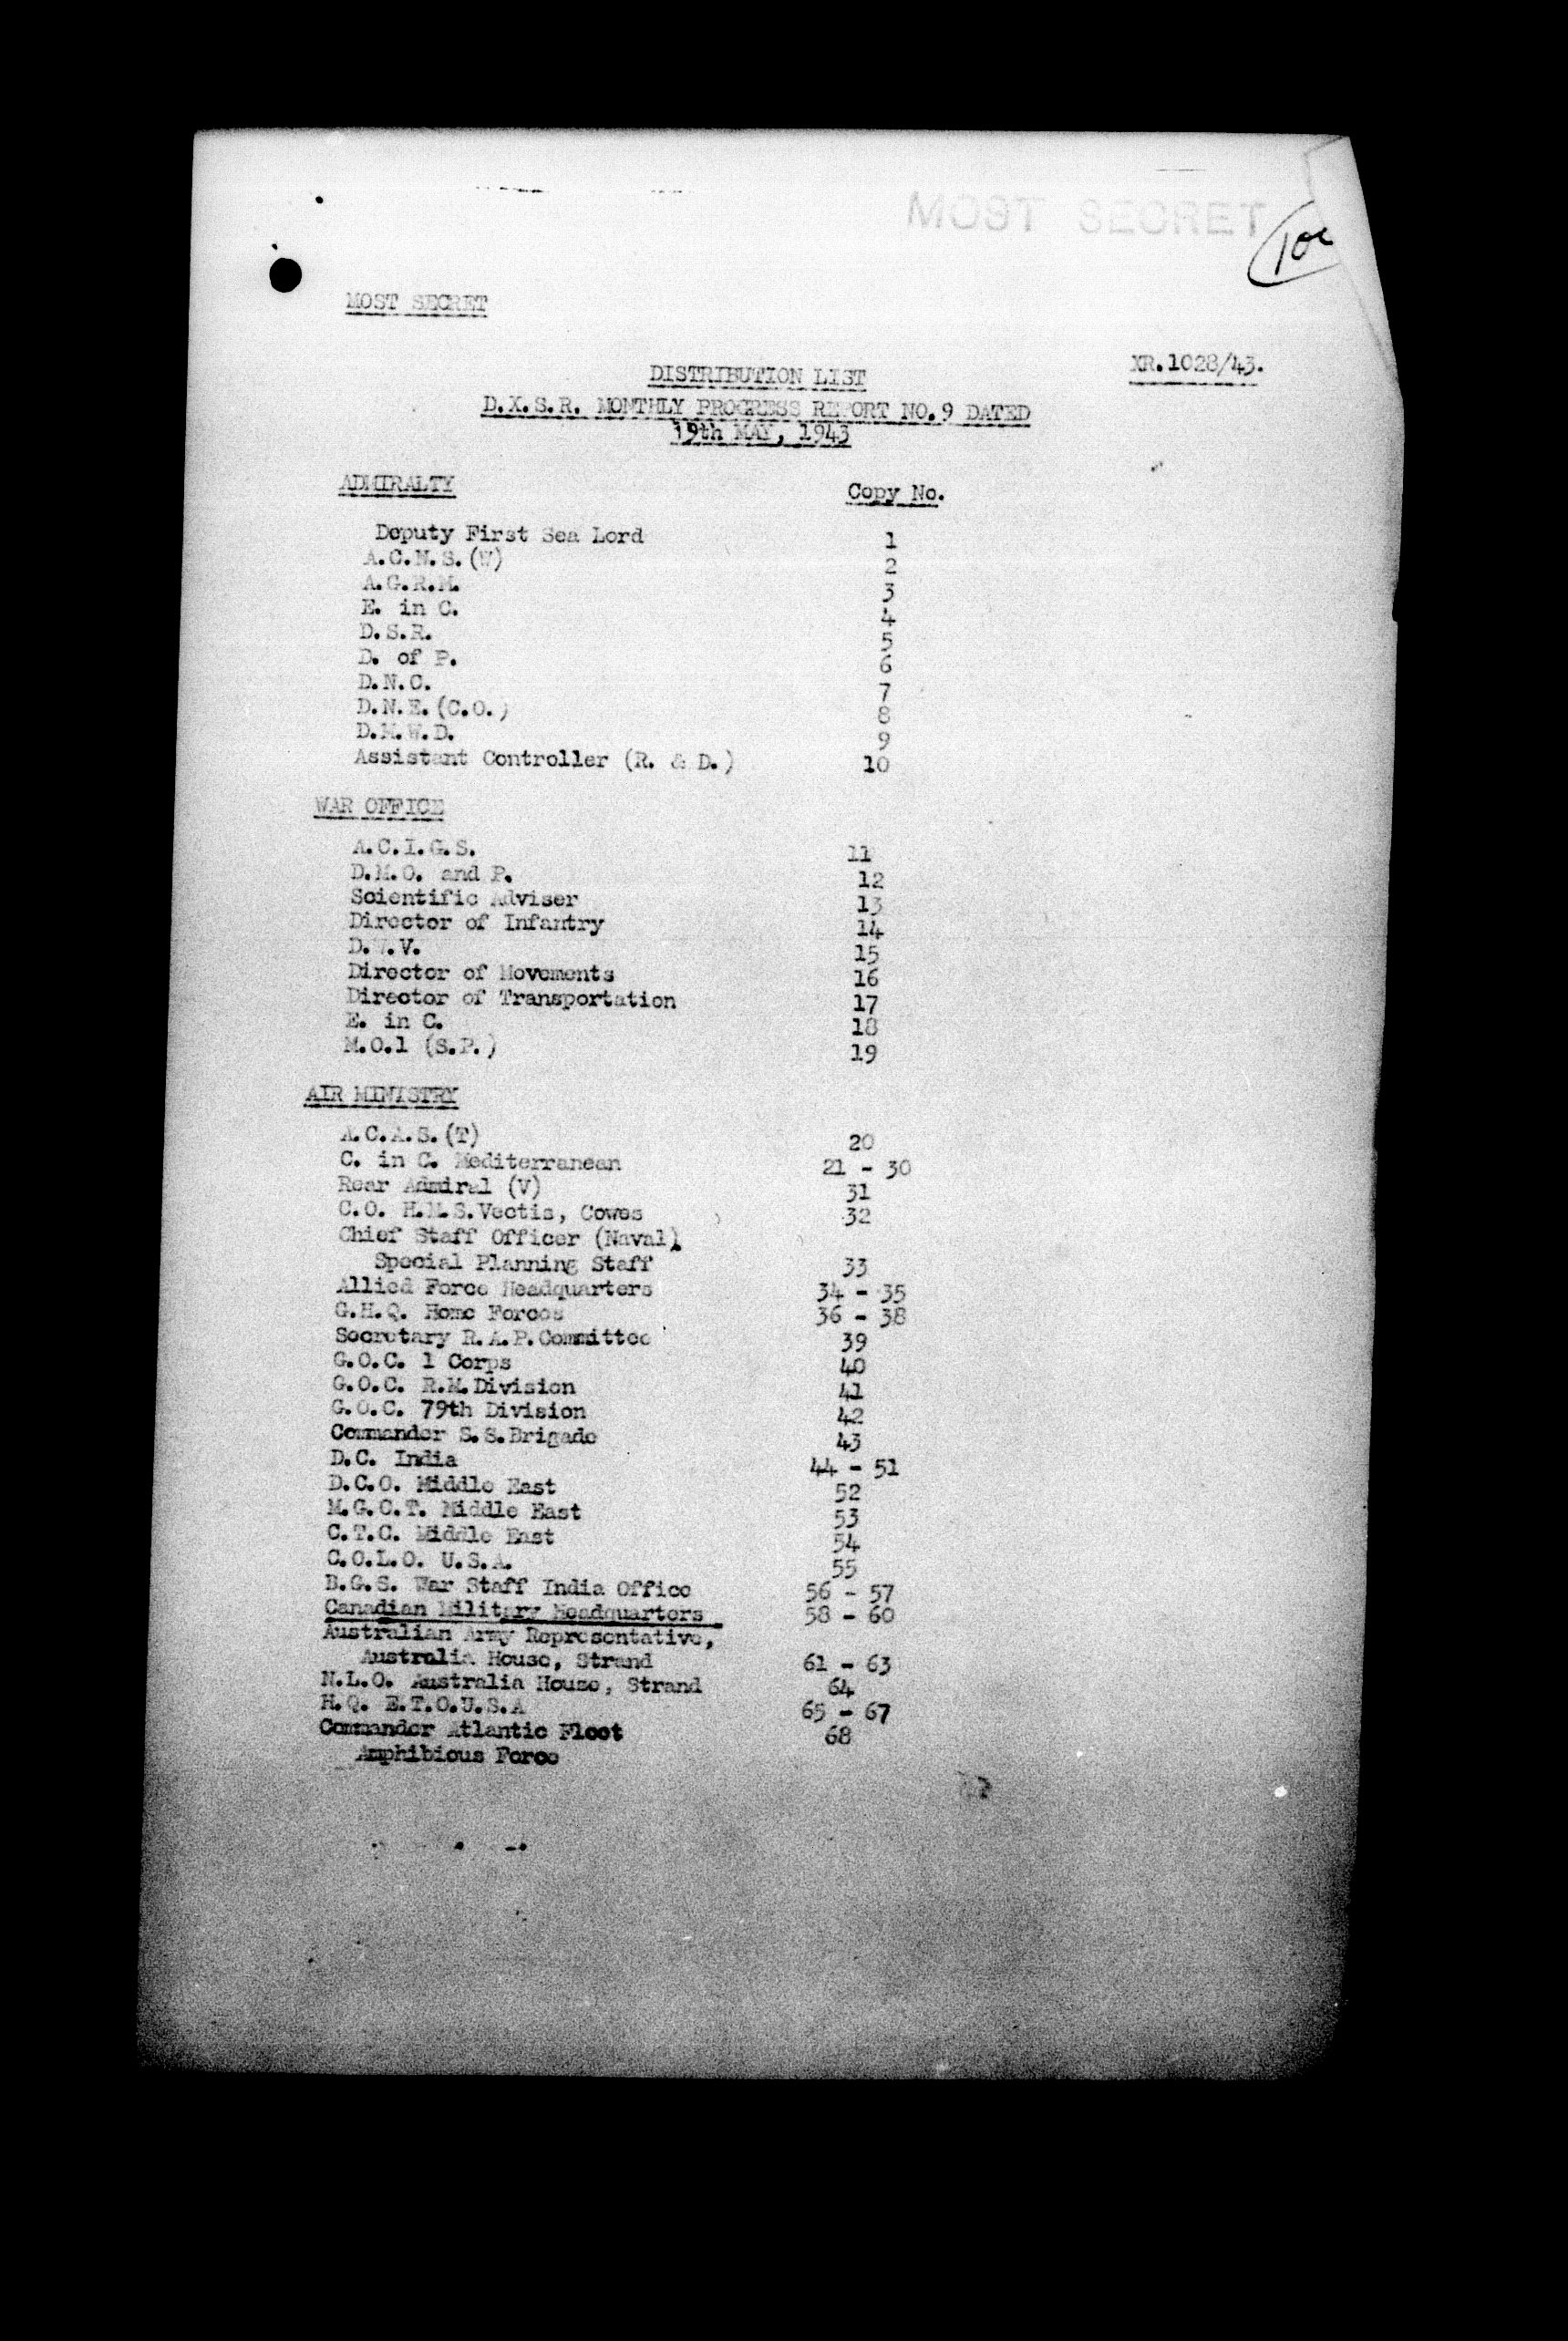 MOST SECRET
MOST SECRET
XR.1028/43.
DISTRIBUTION LIST
D.X.S.R. MONTHLY PROGRESS REPORT NO.9 DATED
19th MAY, 1943
ADMIRALTY Copy No.
Deputy First Sea Lord 1
A.C.N.S.(W) 2
A.G.R.M. 3
E. in C. 4
D.S.R. 5
D. of P. 6
D.N.C. 7
D.N.E.(C.O.) 8
D.M.W.D. 9
Assistant Controller (R. & D.) 10
WAR OFFICE
A.C.I.G.S. 11
D.M.O. and P. 12
Scientific Adviser 13
Director of Infantry 14
15
Director of Movements 16
Director of Transportation 17
E. in C. 18
M.O.1 (S.P.) 19
AIR MINISTRY
A.C.A.S.(T) 20
C. in C. Mediterranean 21 - 30
Rear Admiral (V) 31
C.O. H.M.S.Vectis, Cowes 32
Chief Staff Officer (Naval),
Special Planning Staff 33
Allied Force Headquarters 34 - 35
G.H.Q. Home Forces 36 - 38
Secretary R.A.P.Committee 39
G.O.C. 1 Corps 40
G.O.C. R.M.Division 41
G.O.C. 79th Division 42
Commander S.S.Brigade 43
D.C. India 44 - 51
D.C.O. Middle East 52
M.G.C.T. Middle East 53
C.T.C. Middle East 54
C.O.L.O. U.S.A. 55
B.G.S. War Staff India Office 56 - 57
Canadian Military Headquarters 58 - 60
Australian Army Representative,
Australia House, Strand 61 - 63
N.L.O. Australia House, Strand 64
H.Q. E.T.O.U.S.A 65 - 67
Commander Atlantic Fleet 68
Amphibious Force